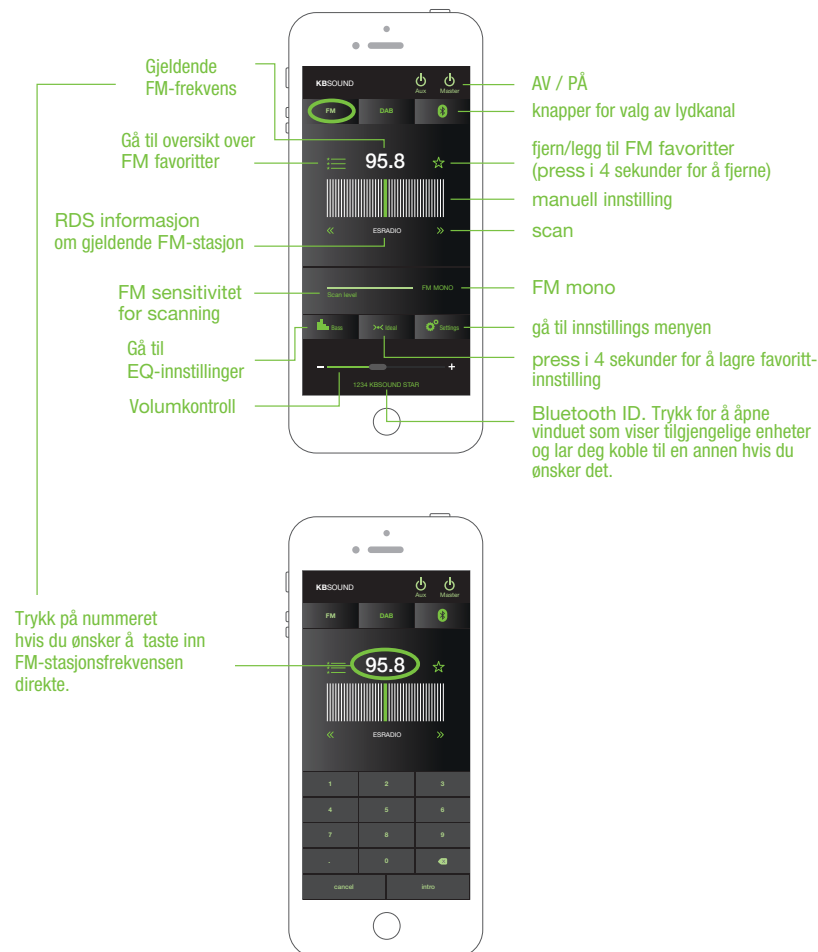 Gjeldende
FM-frekvens
Gå til oversikt over
FM favoritter
RDS informasjon
om gjeldende FM-stasjon
FM sensitivitet
for scanning
Gå til
EQ-innstillinger
Volumkontroll
KBSOUND
Aux Master
FM DAB
95.8
ESRADIO
Scan level
FM MONO
Bass Ideal Settings
- +
1234 KBSOUND STAR
AV / PÅ
knapper for valg av lydkanal
fjern/legg til FM favoritter
(press i 4 sekunder for å fjerne)
manuell innstilling
scan
FM mono
gå til innstillings menyen
press i 4 sekunder for å lagre favoritt-
innstilling
Bluetooth ID. Trykk for å åpne
vinduet som viser tilgjengelige enheter
og lar deg koble til en annen hvis du
ønsker det.
Trykk på nummeret
hvis du ønsker å taste inn
FM-stasjonsfrekvensen
direkte.
KBSOUND
Aux Master
FM DAB
95.8
ESRADIO
1 2 3
4 5 6
7 8 9
. 0
cancel intro